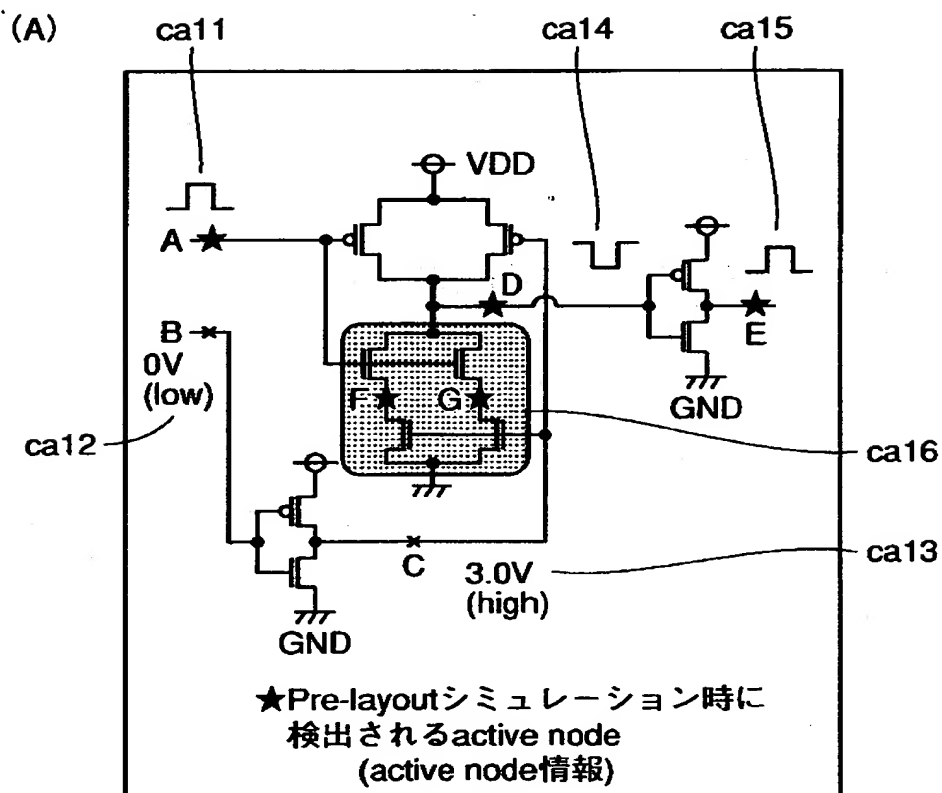 (A)
ca11
ca14
ca15
VDD
A
D
B
E
0V
(low)
F
G
GND
ca12
ca16
C
3.0V
(high)
ca13
GND
★Pre-layoutシミュレーション時に
検出されるactive node
(active node情報)